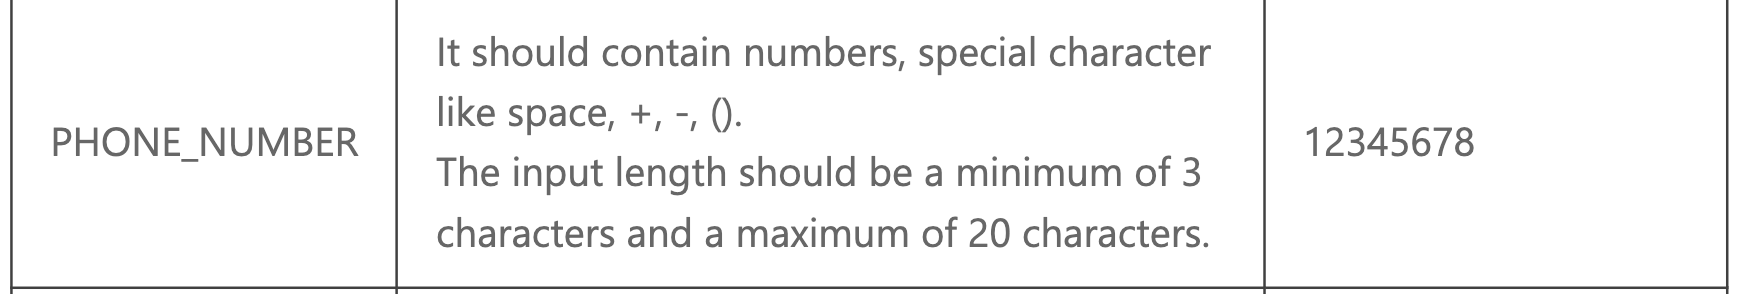 PHONE_NUMBER
It should contain numbers, special character
like space, +, -, ().
The input length should be a minimum of 3
characters and a maximum of 20 characters.
12345678